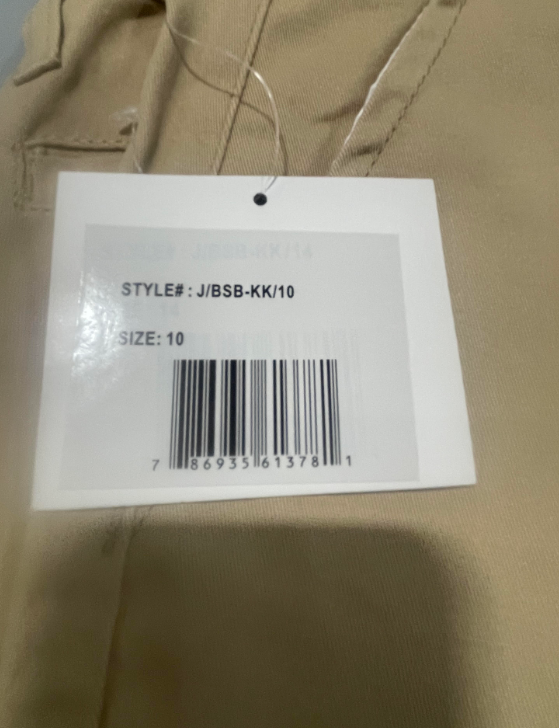 STYLE# : J/BSB-KK/10
SIZE: 10
7 86935 61378 1